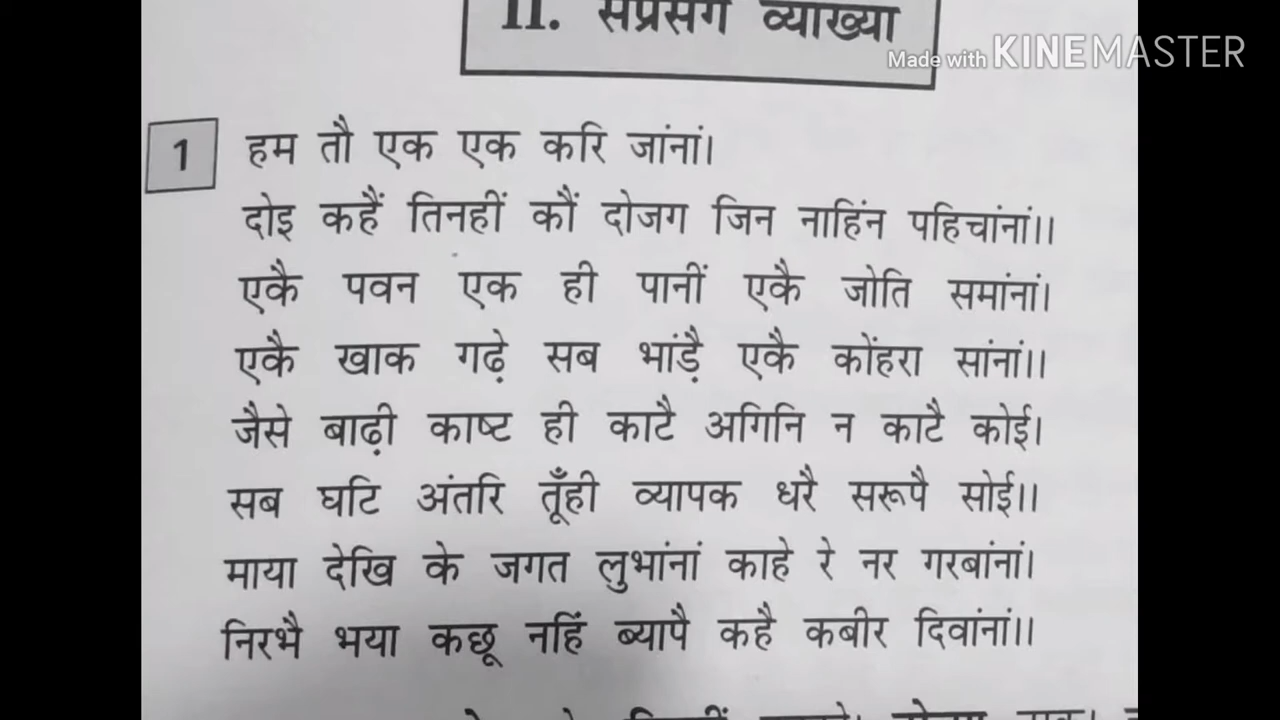 II. सप्रसंग व्याख्या
Made with KINEMASTER
1 हम तौ एक एक करि जांनां।
दोइ कहैं तिनहीं कौं दोजग जिन नाहिंन पहिचांनां।।
एकै पवन एक ही पानीं एकै जोति समांनां।
एकै खाक गढ़े सब भांड़ै एकै कोंहरा सांनां।।
जैसे बाढ़ी काष्ट ही काटै अगिनि न काटै कोई।
सब घटि अंतरि तूँही व्यापक धरै सरूपै सोई।।
माया देखि के जगत लुभांनां काहे रे नर गरबांनां।
निरभै भया कछू नहिं ब्यापै कहै कबीर दिवांनां।।